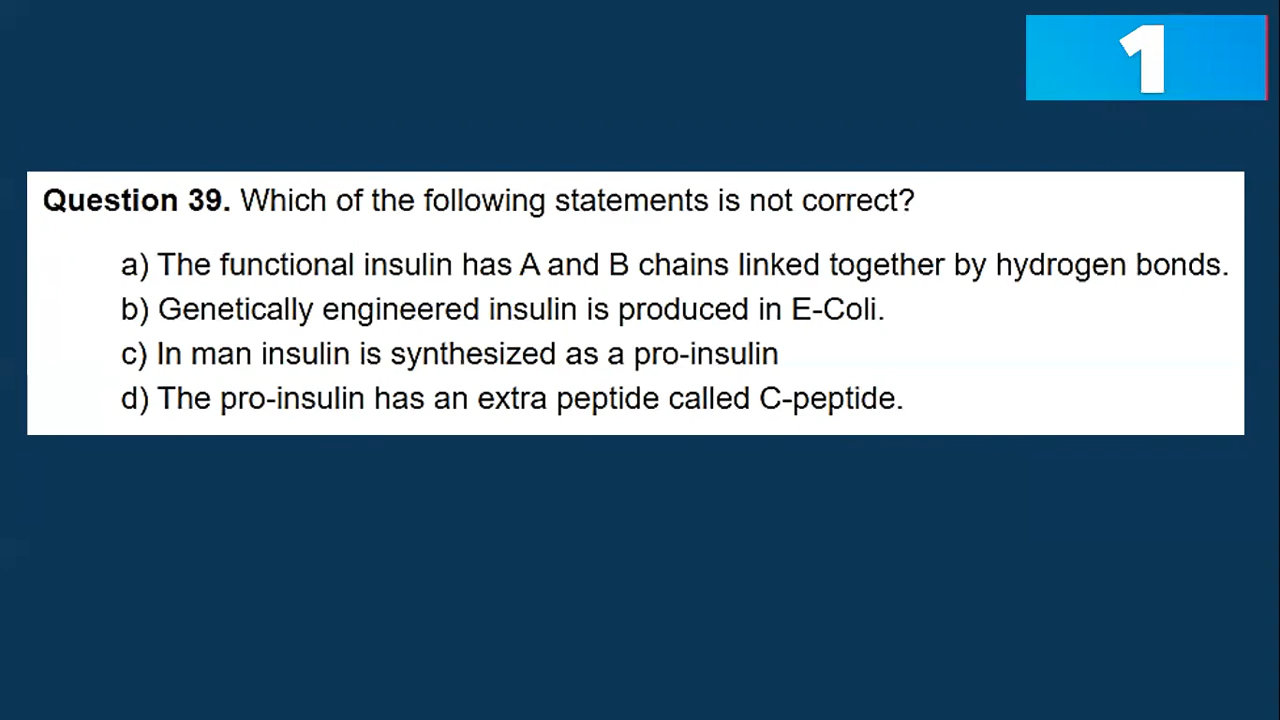 1
Question 39. Which of the following statements is not correct?
a) The functional insulin has A and B chains linked together by hydrogen bonds.
b) Genetically engineered insulin is produced in E-Coli.
c) In man insulin is synthesized as a pro-insulin
d) The pro-insulin has an extra peptide called C-peptide.